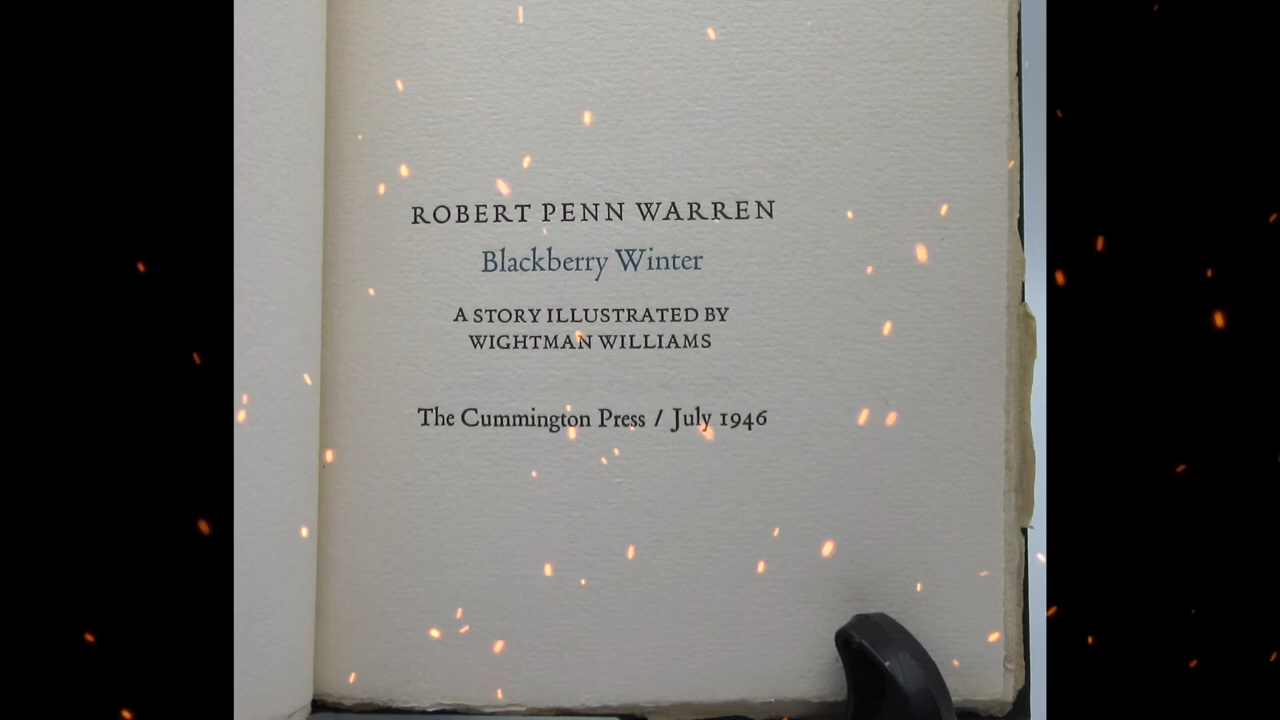 ROBERT PENN WARREN
Blackberry Winter
A STORY ILLUSTRATED BY
WIGHTMAN WILLIAMS
The Cummington Press / July 1946